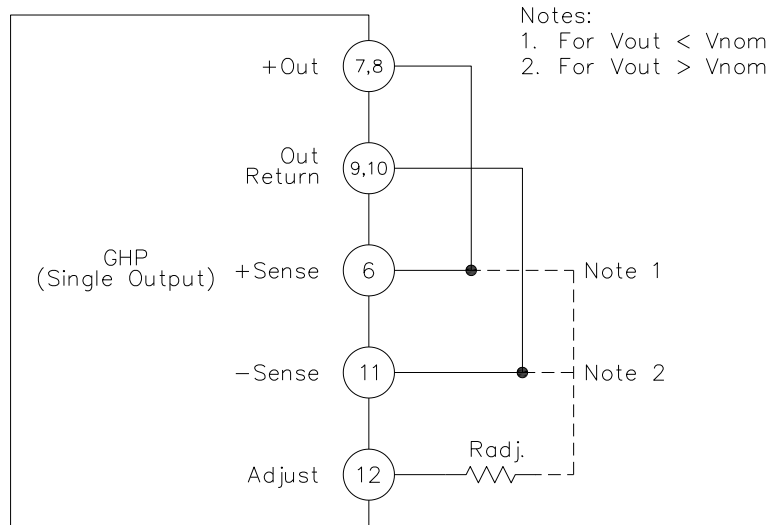 Notes:
1. For Vout < Vnom
2. For Vout > Vnom
+Out
7,8
Out
Return
9,10
GHP
(Single Output)
+Sense
6
Note 1
−Sense
11
Note 2
Adjust
12
Radj.